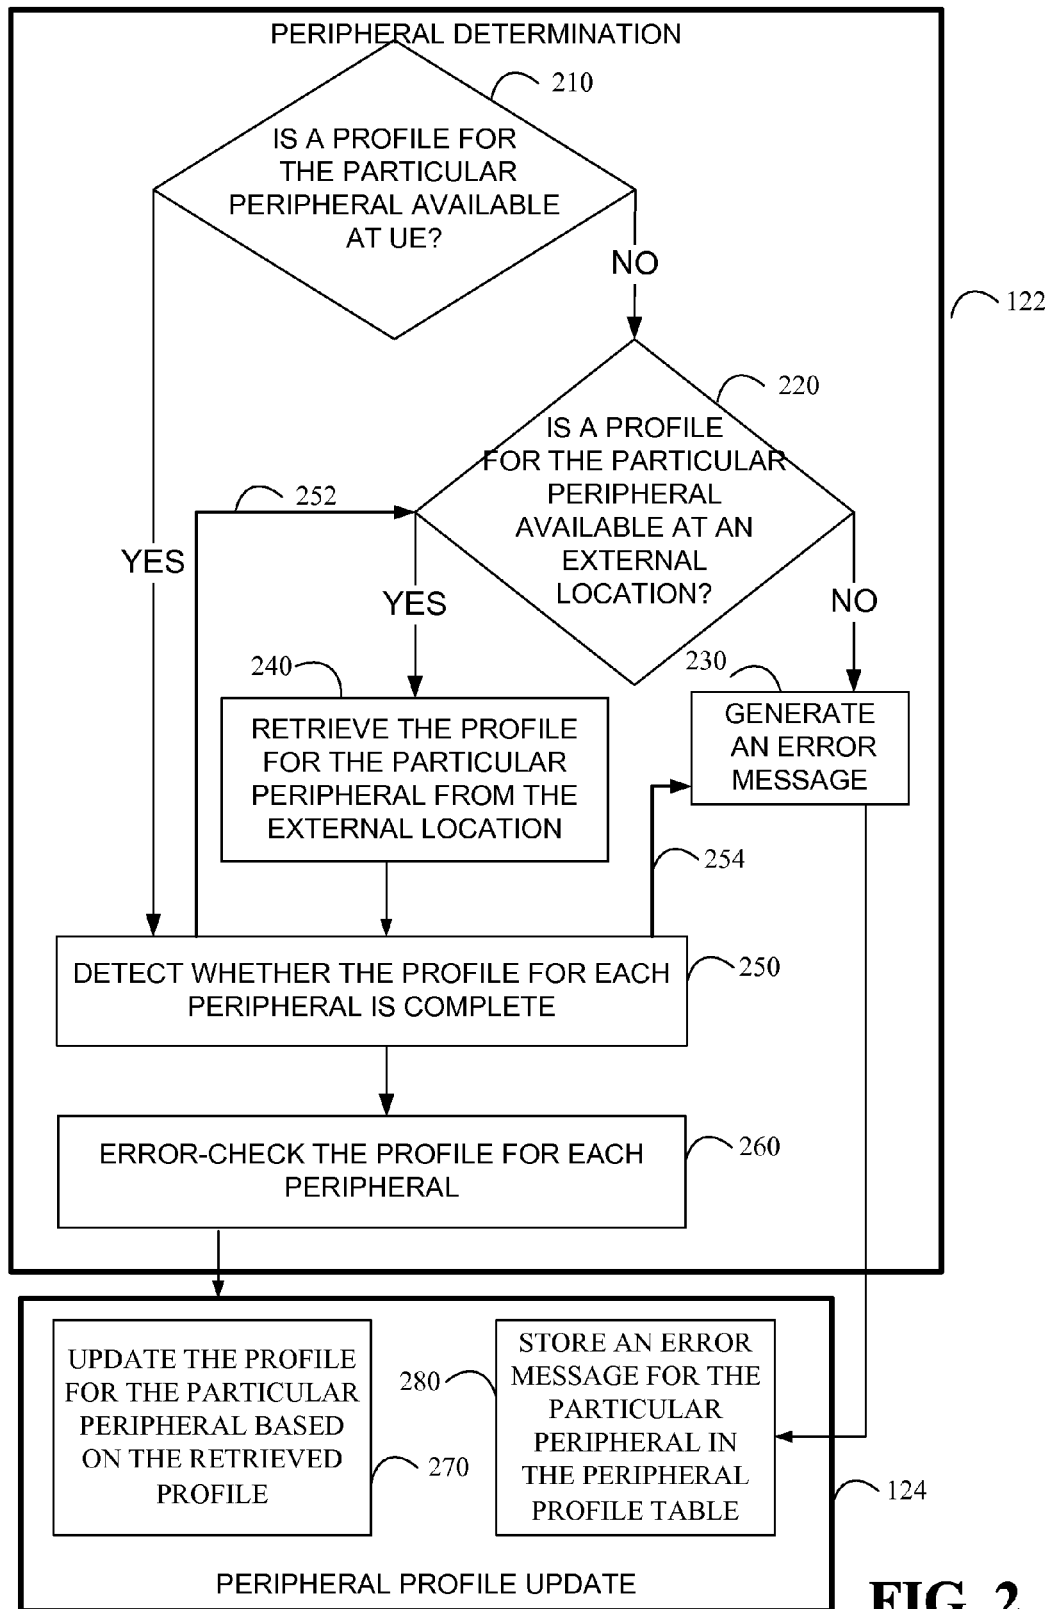 PERIPHERAL DETERMINATION
210
IS A PROFILE FOR
THE PARTICULAR
PERIPHERAL AVAILABLE
AT UE?
NO
122
220
IS A PROFILE
FOR THE PARTICULAR
PERIPHERAL
AVAILABLE AT AN
EXTERNAL
LOCATION?
252
YES
YES
NO
240
RETRIEVE THE PROFILE
FOR THE PARTICULAR
PERIPHERAL FROM THE
EXTERNAL LOCATION
230
GENERATE
AN ERROR
MESSAGE
254
DETECT WHETHER THE PROFILE FOR EACH
PERIPHERAL IS COMPLETE
250
ERROR-CHECK THE PROFILE FOR EACH
PERIPHERAL
260
UPDATE THE PROFILE
FOR THE PARTICULAR
PERIPHERAL BASED
ON THE RETRIEVED
PROFILE
270
280
STORE AN ERROR
MESSAGE FOR THE
PARTICULAR
PERIPHERAL IN
THE PERIPHERAL
PROFILE TABLE
124
PERIPHERAL PROFILE UPDATE
FIG. 2